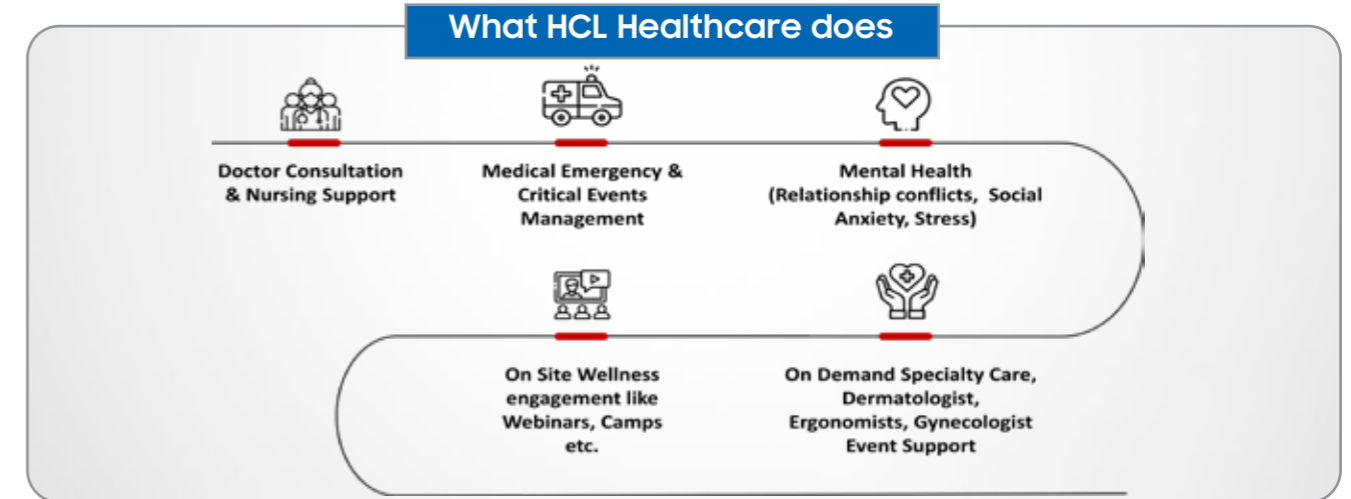 What HCL Healthcare does
Doctor Consultation
& Nursing Support
Medical Emergency &
Critical Events
Management
Mental Health
(Relationship conflicts, Social
Anxiety, Stress)
On Site Wellness
engagement like
Webinars, Camps
etc.
On Demand Specialty Care,
Dermatologist,
Ergonomists, Gynecologist
Event Support